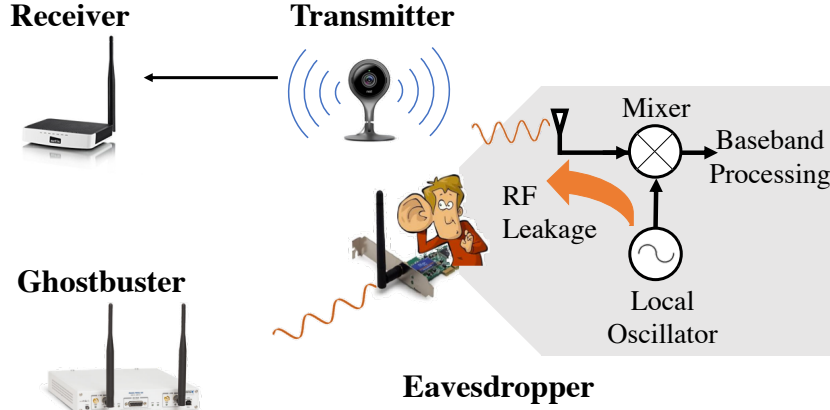 Receiver
Transmitter
Mixer
Baseband
Processing
RF
Leakage
Ghostbuster
Local
Oscillator
Eavesdropper